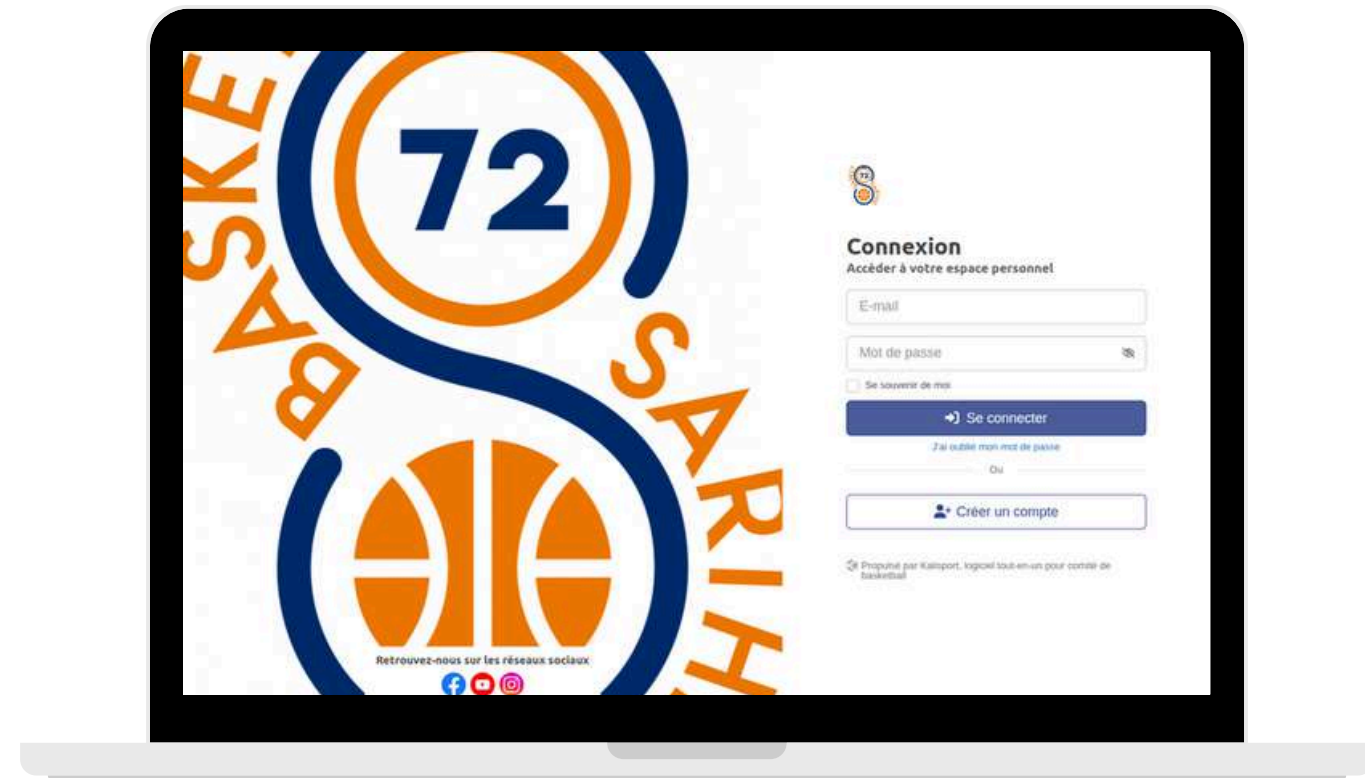 BASKE
72
SARTH
Connexion
Accéder à votre espace personnel
E-mail
Mot de passe
Se souvenir de moi
Se connecter
J'ai oublié mon mot de passe
Ou
Créer un compte
Propulsé par Kalisport, logiciel tout-en-un pour comité de
basketball
Retrouvez-nous sur les réseaux sociaux